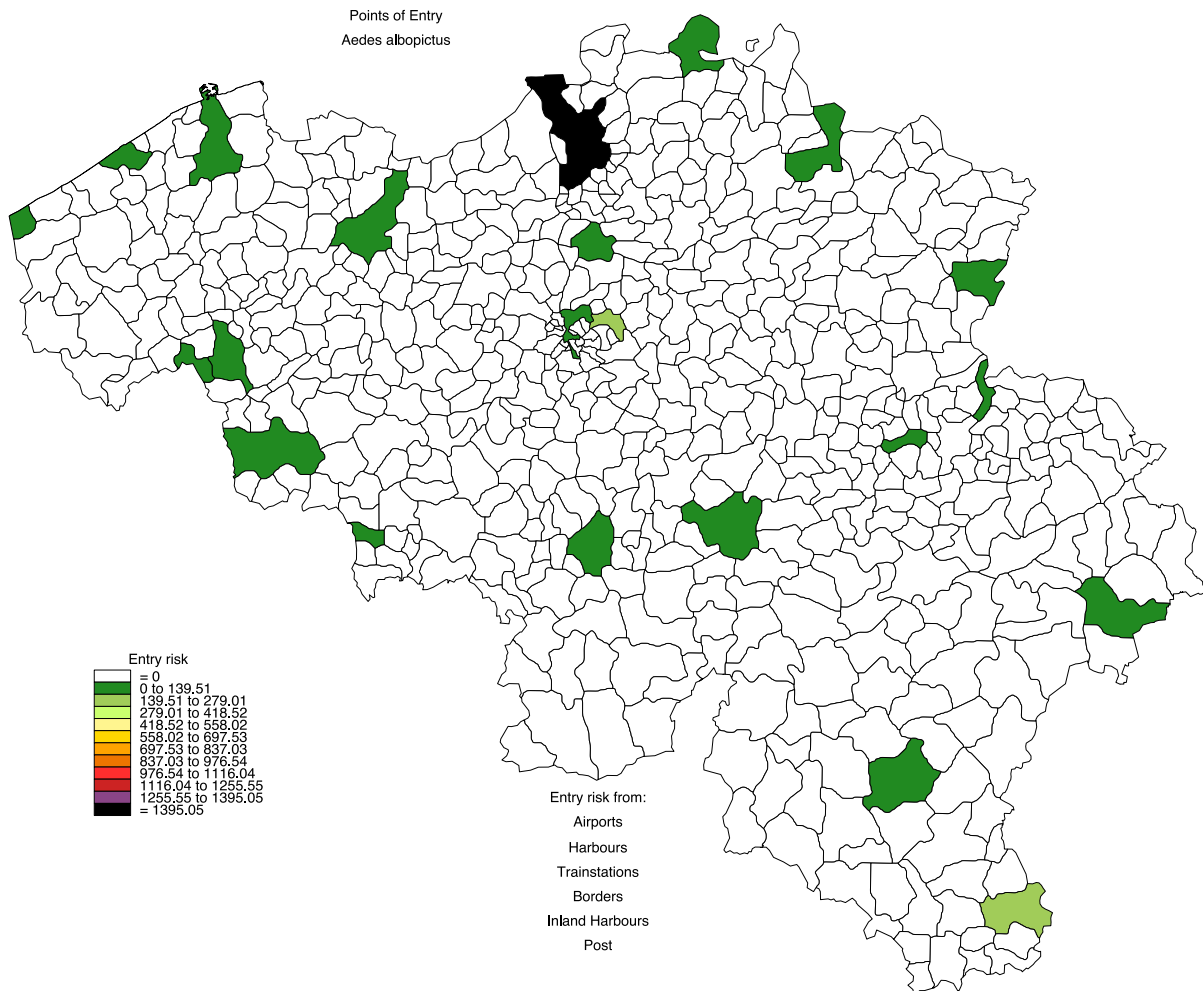 Points of Entry
Aedes albopictus
Entry risk
= 0
0 to 139.51
139.51 to 279.01
279.01 to 418.52
418.52 to 558.02
558.02 to 697.53
697.53 to 837.03
837.03 to 976.54
976.54 to 1116.04
1116.04 to 1255.55
1255.55 to 1395.05
= 1395.05
Entry risk from:
Airports
Harbours
Trainstations
Borders
Inland Harbours
Post